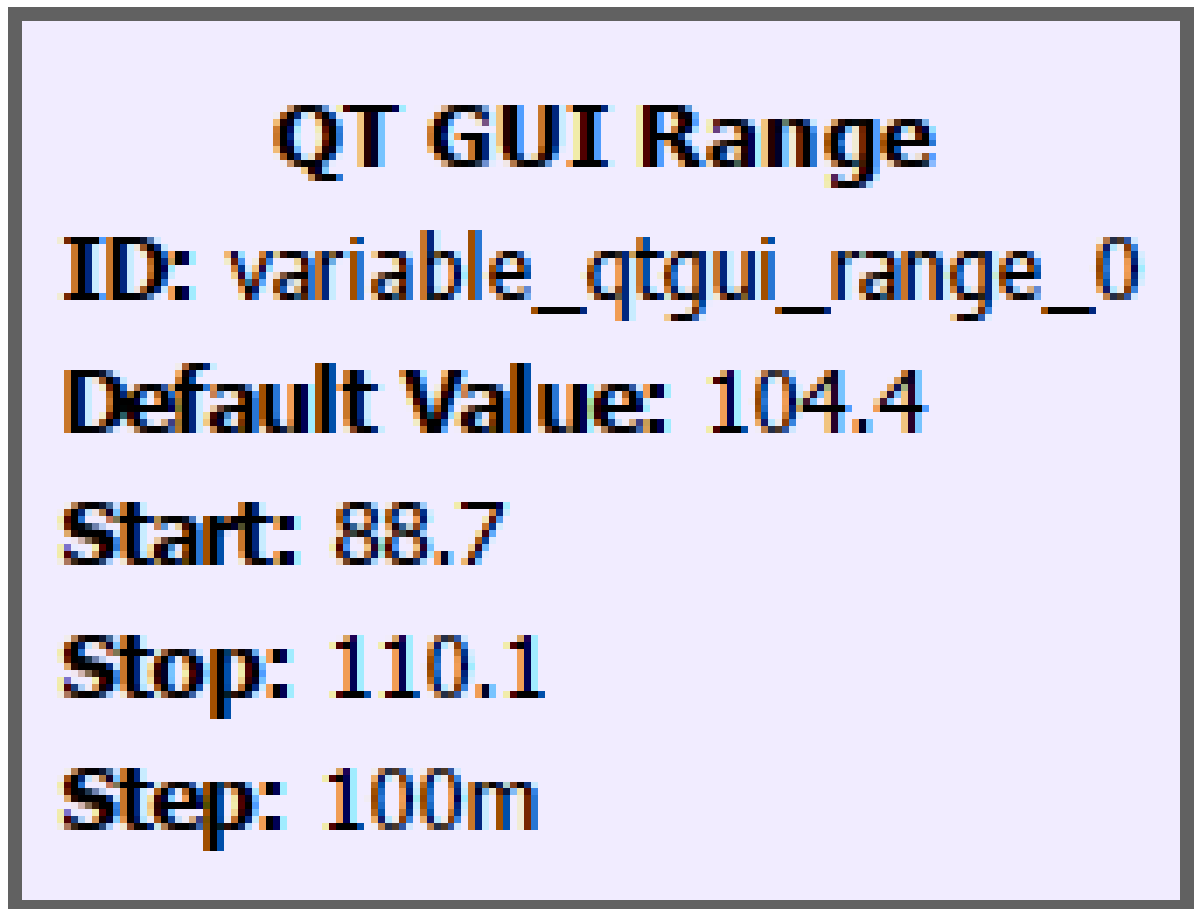 QT GUI Range
ID: variable_qtgui_range_0
Default Value: 104.4
Start: 88.7
Stop: 110.1
Step: 100m